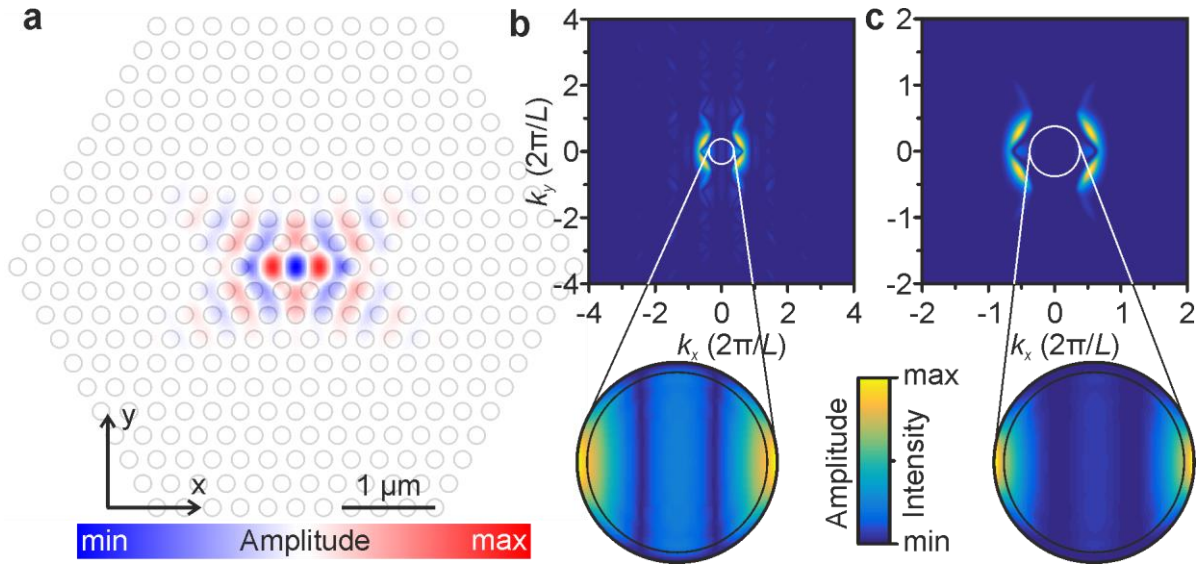 a
y
x
1 μm
min Amplitude max
b
k_y (2π/L)
4
2
0
-2
-4
-4 -2 0 2 4
k_x (2π/L)
c
2
1
0
-1
-2
-2 -1 0 1 2
k_x (2π/L)
Amplitude
Intensity
max
min